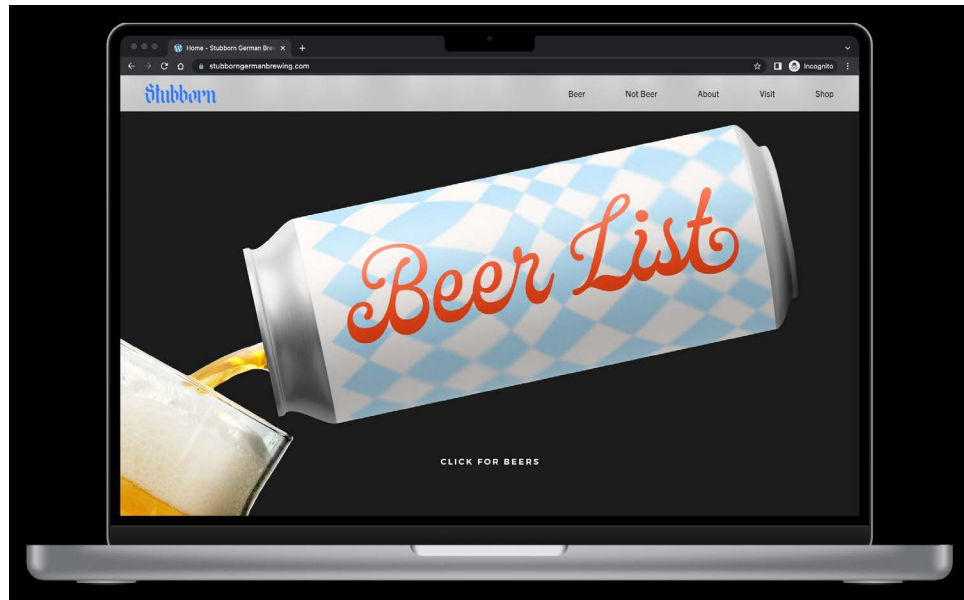 Home - Stubborn German Bre
stubborngermanbrewing.com
Incognito
Stubborn
Beer
Not Beer
About
Visit
Shop
Beer List
CLICK FOR BEERS